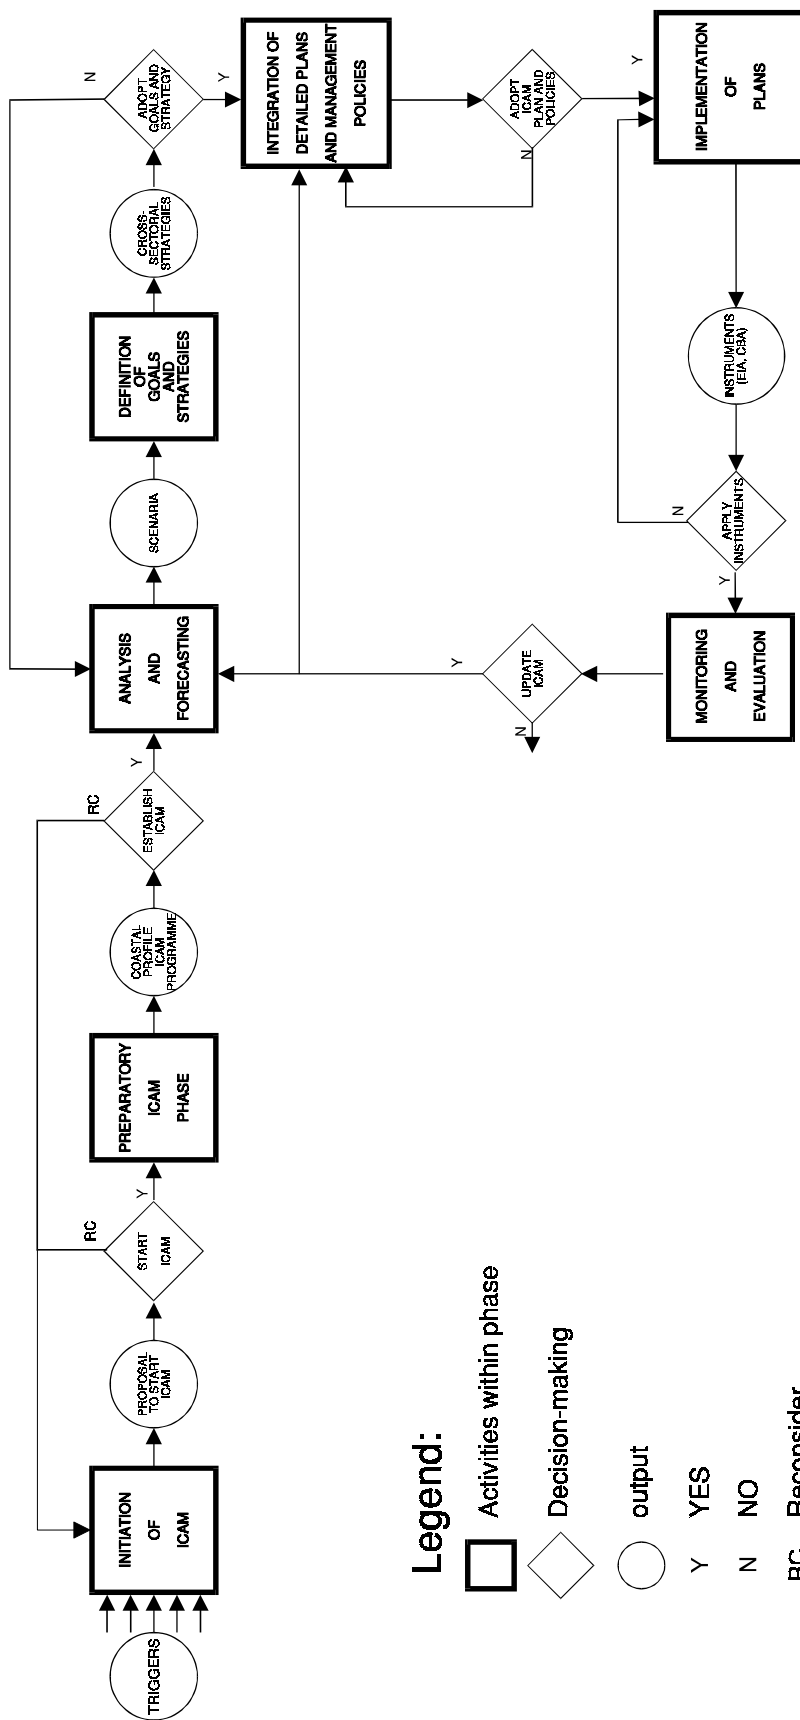 TRIGGERS
INITIATION
OF
ICAM
PROPOSAL
TO START
ICAM
START
ICAM
RC
Y
PREPARATORY
ICAM
PHASE
COASTAL
PROFILE
ICAM
PROGRAMME
ESTABLISH
ICAM
RC
Y
ANALYSIS
AND
FORECASTING
SCENARIA
DEFINITION
OF
GOALS
AND
STRATEGIES
CROSS-
SECTORAL
STRATEGIES
ADOPT
GOALS AND
STRATEGY
N
Y
INTEGRATION OF
DETAILED PLANS
AND MANAGEMENT
POLICIES
ADOPT
ICAM
PLAN AND
POLICIES
N
Y
IMPLEMENTATION
OF
PLANS
INSTRUMENTS
(EIA, CBA)
APPLY
INSTRUMENTS
N
Y
MONITORING
AND
EVALUATION
UPDATE
ICAM
Y
N
Legend:
Activities within phase
Decision-making
output
Y YES
N NO
RC Reconsider